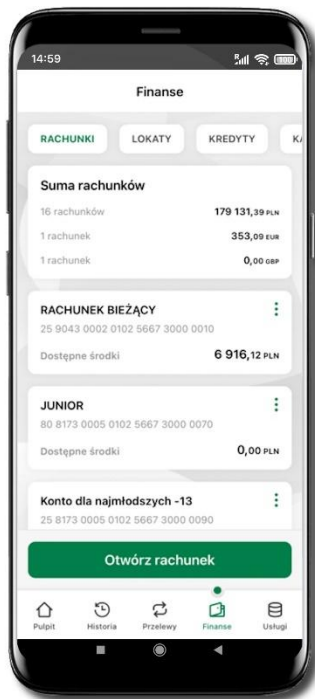 14:59
Finanse
RACHUNKI LOKATY KREDYTY
Suma rachunków
16 rachunków 179 131,39 PLN
1 rachunek 353,09 EUR
1 rachunek 0,00 GBP
RACHUNEK BIEŻĄCY
25 9043 0002 0102 5667 3000 0010
Dostępne środki 6 916,12 PLN
JUNIOR
80 8173 0005 0102 5667 3000 0070
Dostępne środki 0,00 PLN
Konto dla najmłodszych -13
25 8173 0005 0102 5667 3000 0090
Otwórz rachunek
Pulpit Historia Przelewy Finanse Usługi